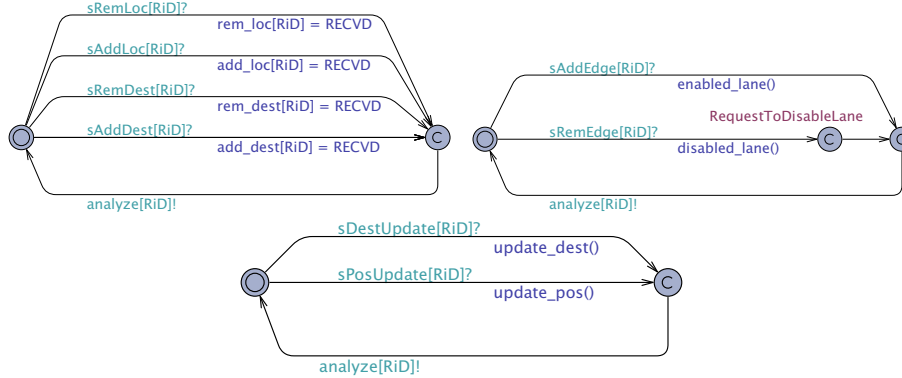 sRemLoc[RiD]?
rem_loc[RiD] = RECVD
sAddLoc[RiD]?
add_loc[RiD] = RECVD
sRemDest[RiD]?
rem_dest[RiD] = RECVD
sAddDest[RiD]?
add_dest[RiD] = RECVD
C
analyze[RiD]!
sAddEdge[RiD]?
enabled_lane()
RequestToDisableLane
sRemEdge[RiD]?
disabled_lane()
C
C
analyze[RiD]!
sDestUpdate[RiD]?
update_dest()
sPosUpdate[RiD]?
update_pos()
C
analyze[RiD]!